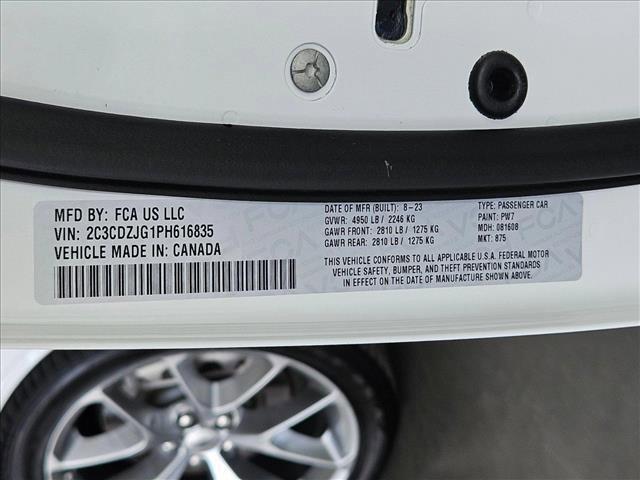 MFD BY: FCA US LLC
VIN: 2C3CDZJG1PH616835
VEHICLE MADE IN: CANADA
DATE OF MFR (BUILT): 8-23
GVWR: 4950 LB / 2246 KG
GAWR FRONT: 2810 LB / 1275 KG
GAWR REAR: 2810 LB / 1275 KG
TYPE: PASSENGER CAR
PAINT: PW7
MDH: 081608
MKT: 875
THIS VEHICLE CONFORMS TO ALL APPLICABLE U.S.A. FEDERAL MOTOR
VEHICLE SAFETY, BUMPER, AND THEFT PREVENTION STANDARDS
IN EFFECT ON THE DATE OF MANUFACTURE SHOWN ABOVE.